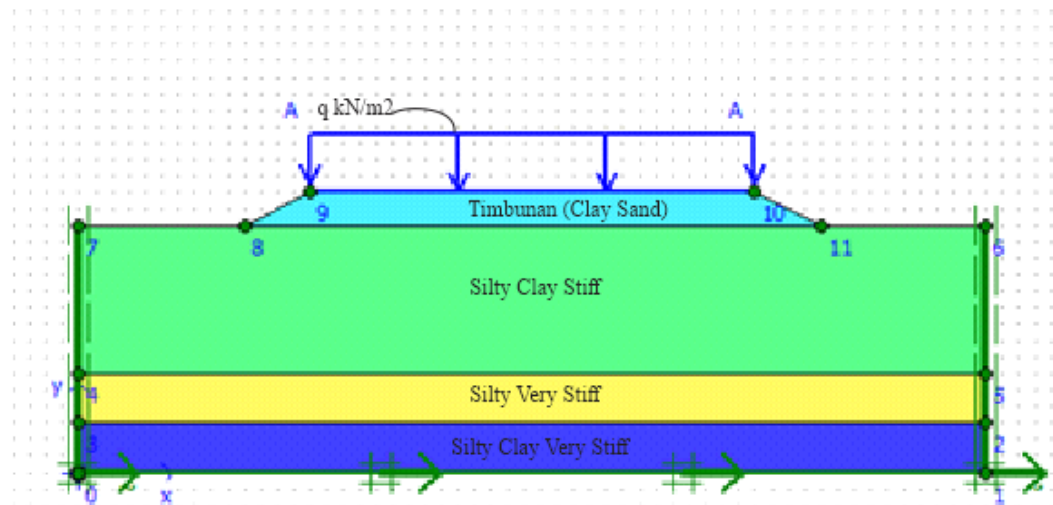 A q kN/m2 A
9 Timbunan (Clay Sand) 10
7 8 11 6
Silty Clay Stiff
y 4 Silty Very Stiff 5
3 Silty Clay Very Stiff 2
0 x 1